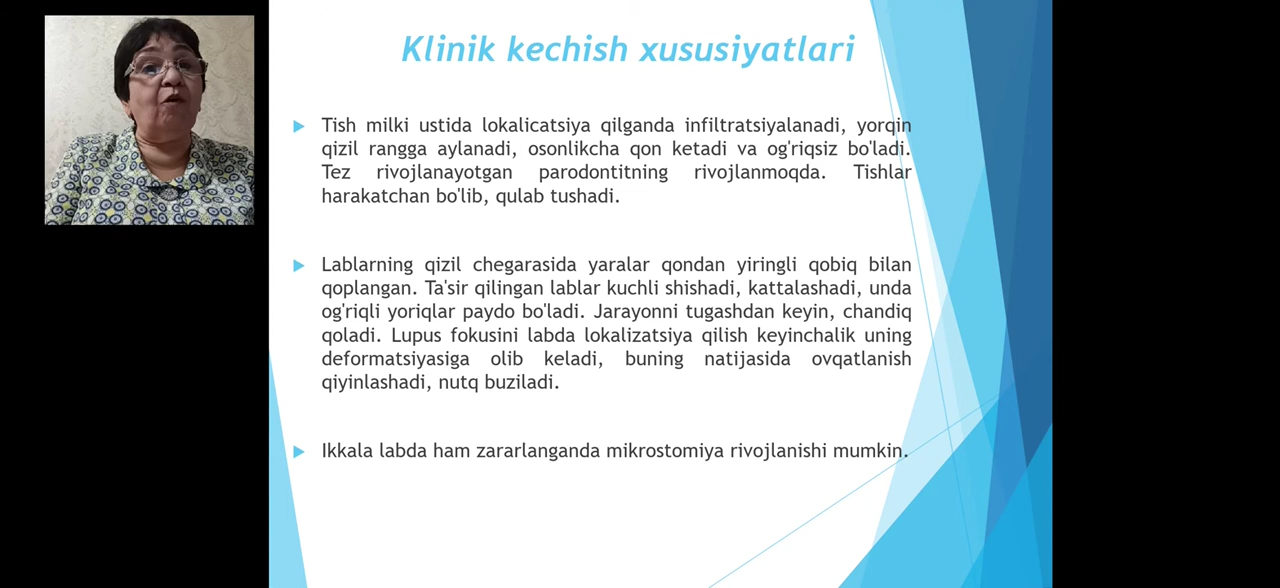 Klinik kechish xususiyatlari
Tish milki ustida lokalicatsiya qilganda infiltratsiyalanadi, yorqin
qizil rangga aylanadi, osonlikcha qon ketadi va og'riqsiz bo'ladi.
Tez rivojlanayotgan parodontitning rivojlanmoqda. Tishlar
harakatchan bo'lib, qulab tushadi.
Lablarning qizil chegarasida yaralar qondan yiringli qobiq bilan
qoplangan. Ta'sir qilingan lablar kuchli shishadi, kattalashadi, unda
og'riqli yoriqlar paydo bo'ladi. Jarayonni tugashdan keyin, chandiq
qoladi. Lupus fokusini labda lokalizatsiya qilish keyinchalik uning
deformatsiyasiga olib keladi, buning natijasida ovqatlanish
qiyinlashadi, nutq buziladi.
Ikkala labda ham zararlanganda mikrostomiya rivojlanishi mumkin.